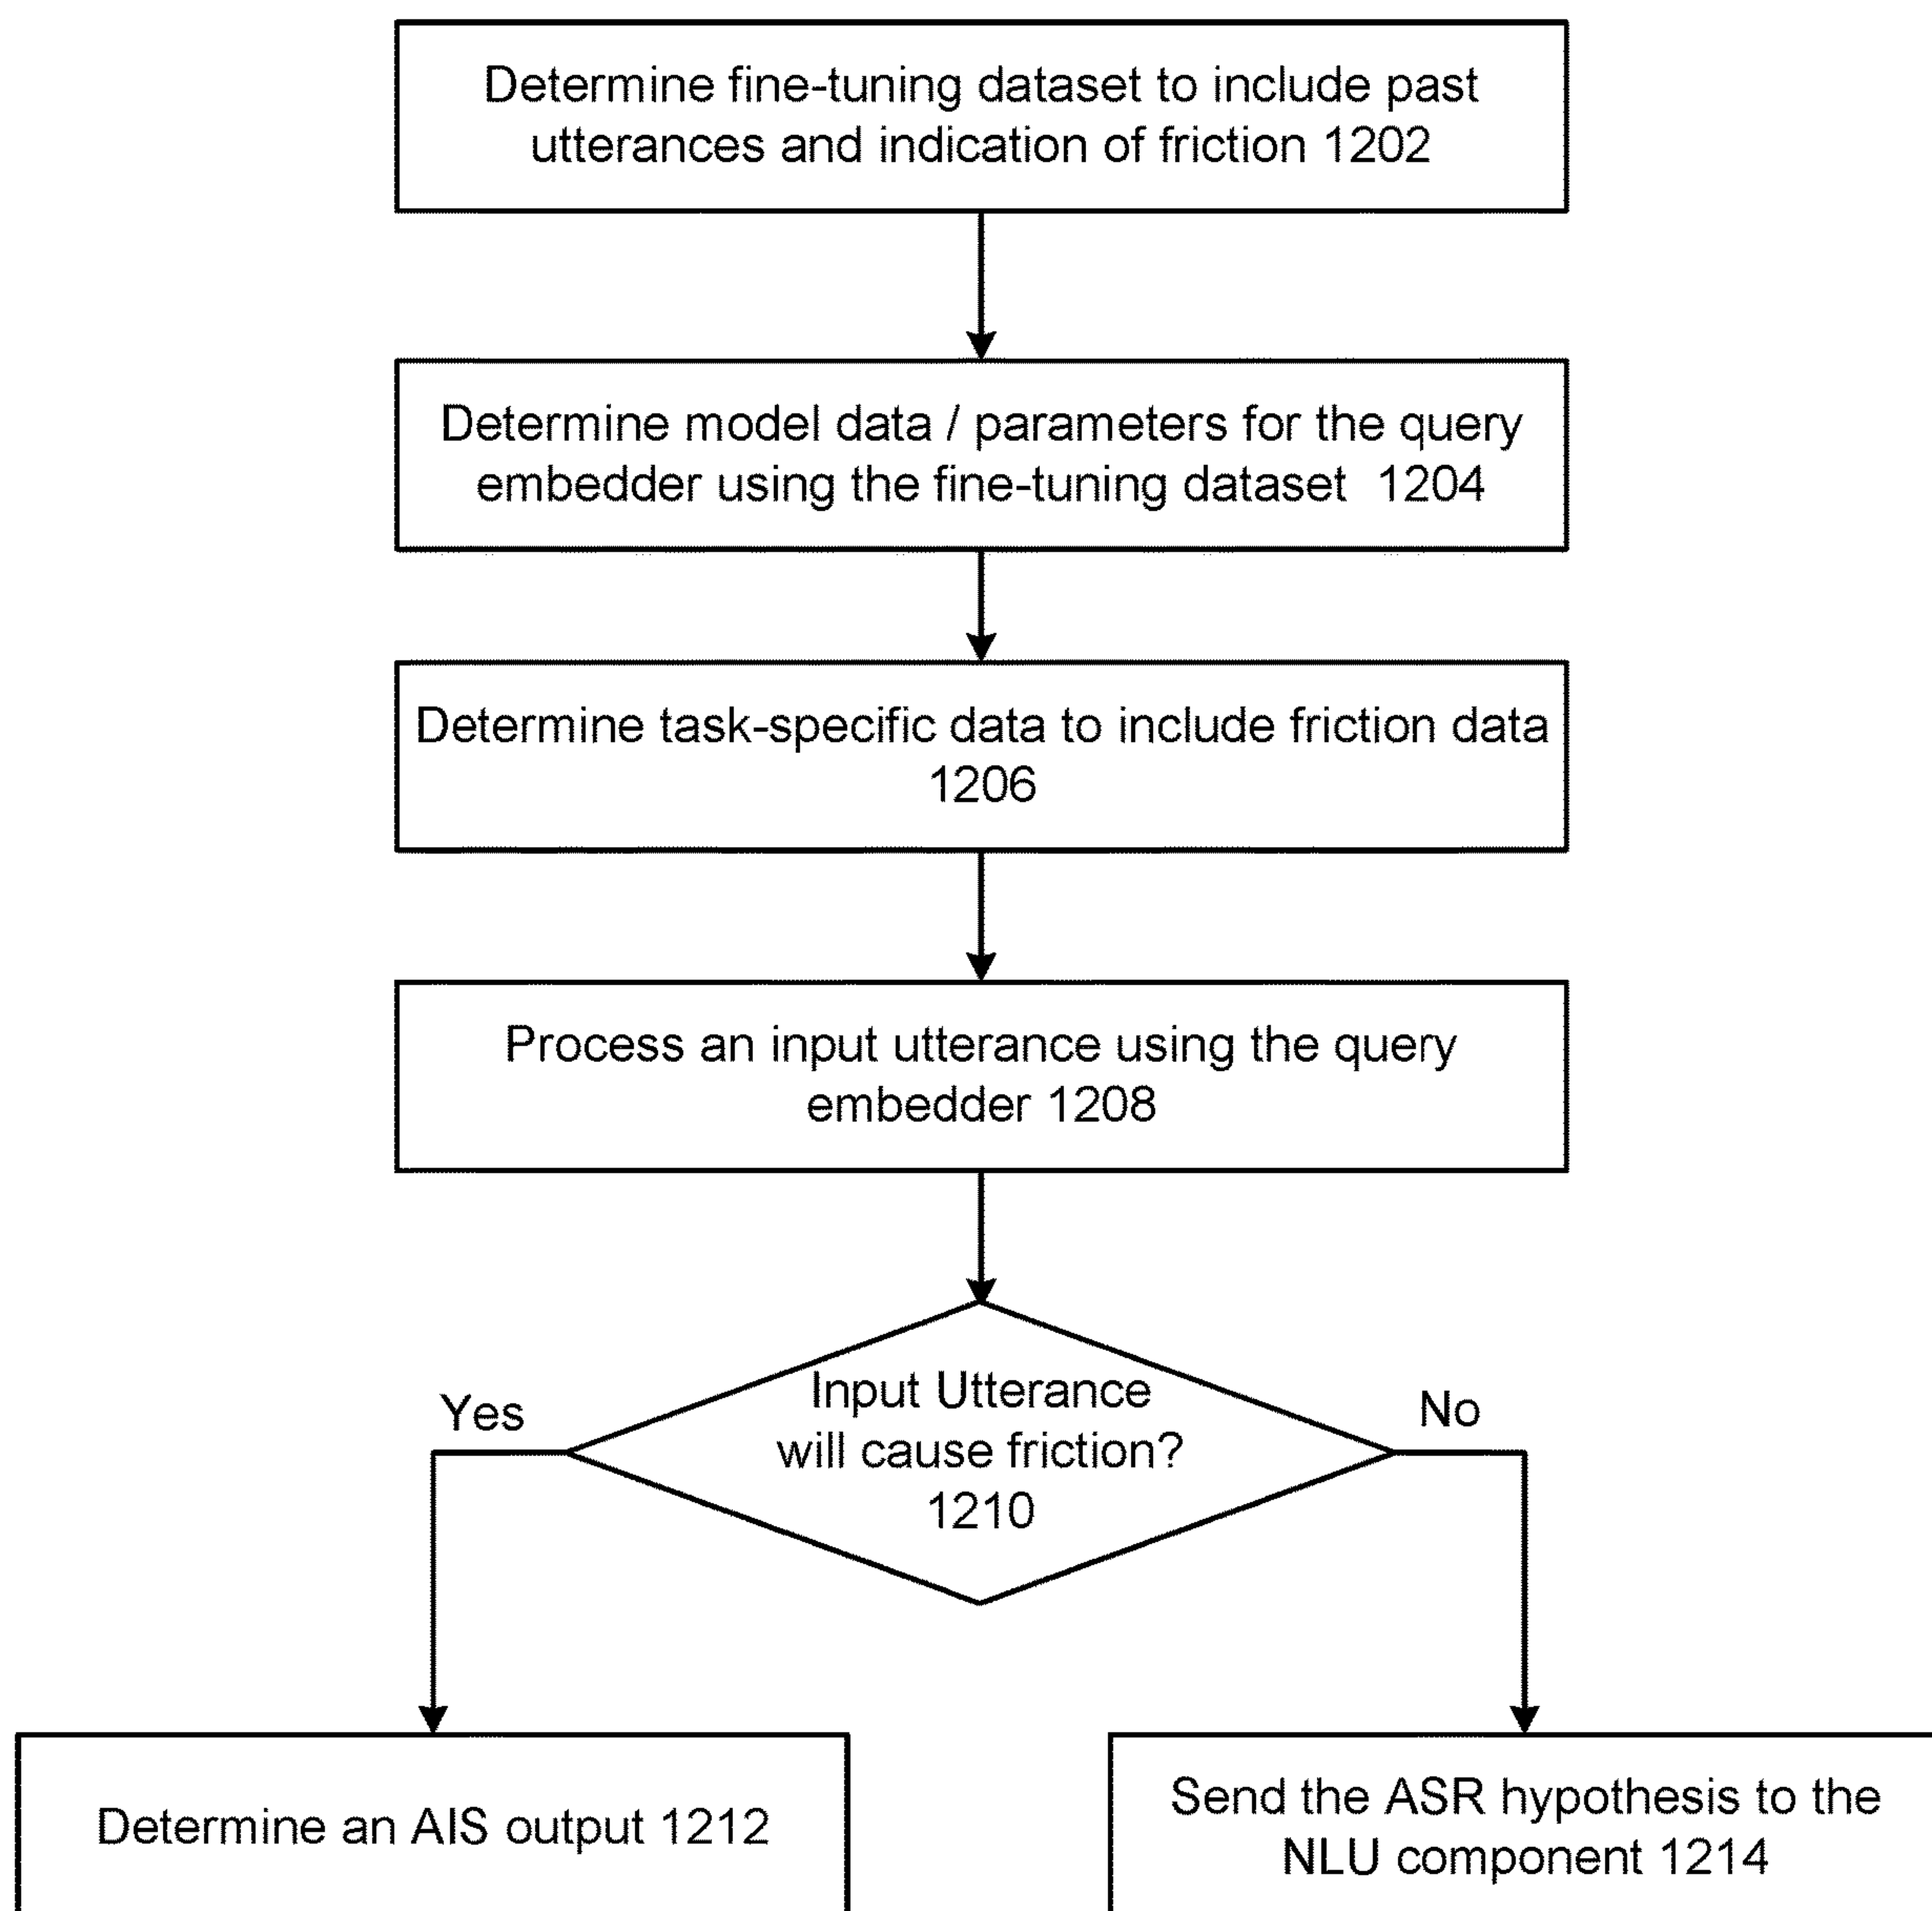 Determine fine-tuning dataset to include past
utterances and indication of friction 1202
Determine model data / parameters for the query
embedder using the fine-tuning dataset 1204
Determine task-specific data to include friction data
1206
Process an input utterance using the query
embedder 1208
Input Utterance
will cause friction?
1210
Yes
No
Determine an AIS output 1212
Send the ASR hypothesis to the
NLU component 1214